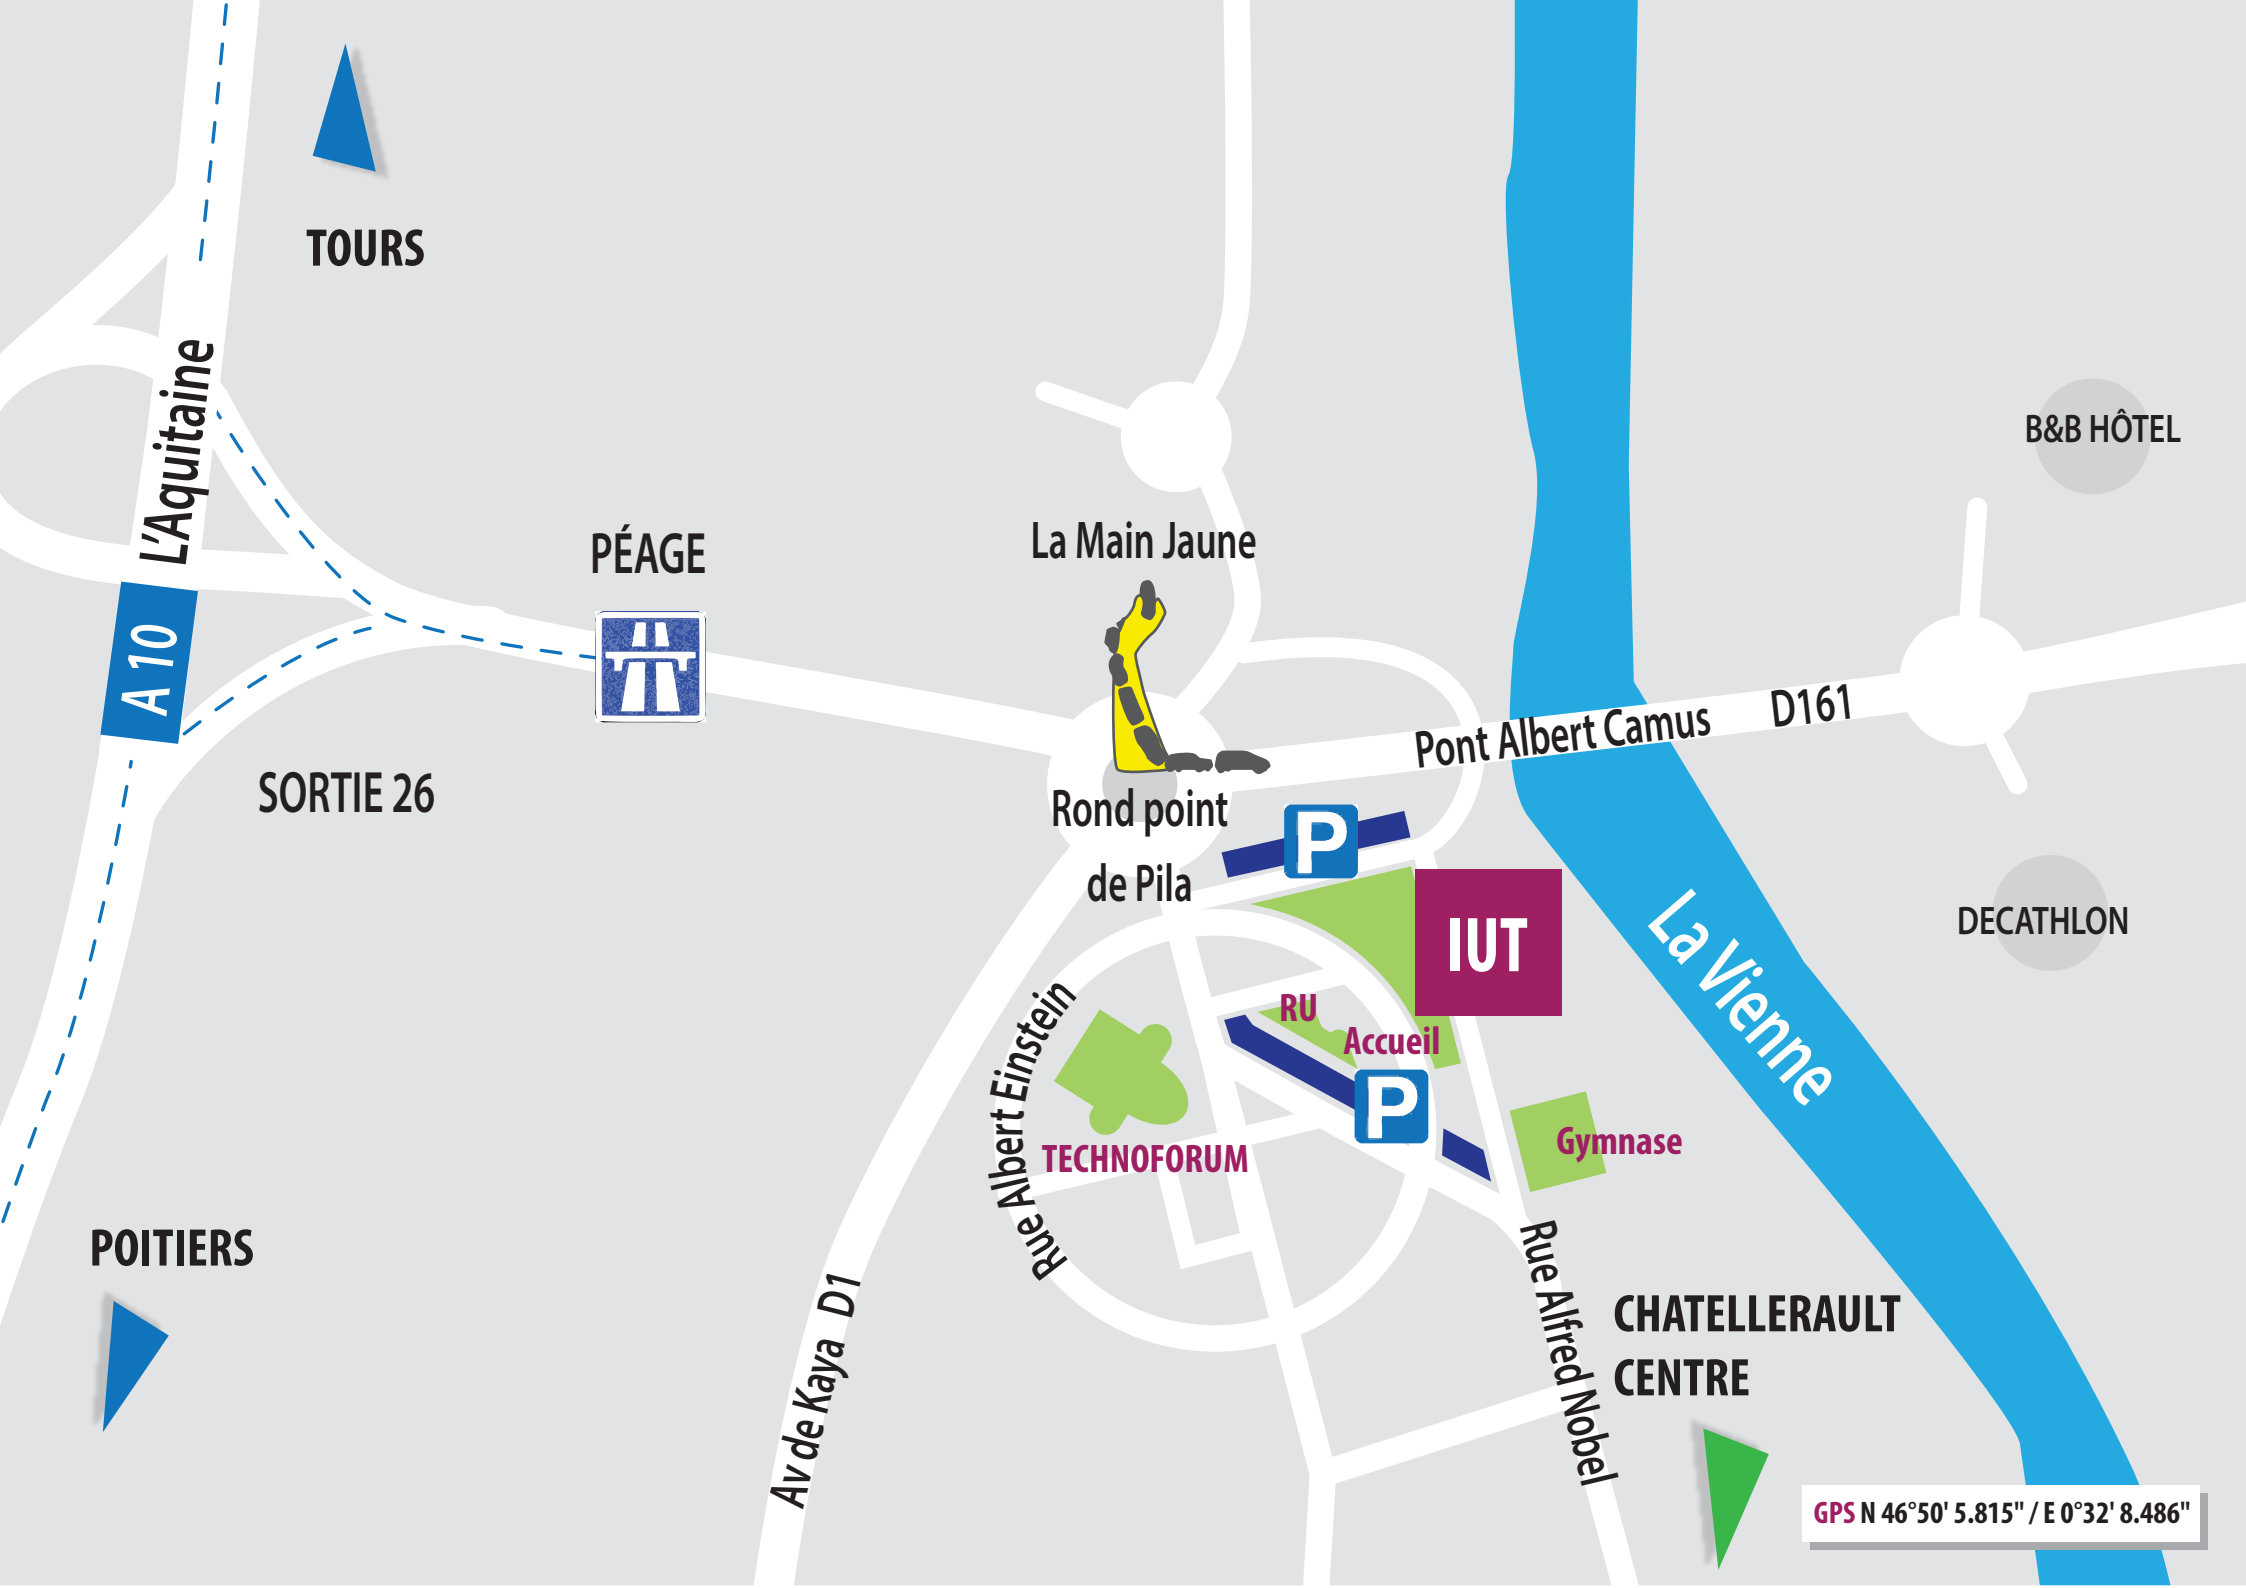 TOURS
L'Aquitaine
B&B HÔTEL
La Main Jaune
PÉAGE
A 10
Pont Albert Camus
D161
SORTIE 26
Rond point
de Pila
P
IUT
DECATHLON
La Vienne
RU
Accueil
Rue Albert Einstein
P
TECHNOFORUM
Gymnase
POITIERS
Av de Kaya D1
Rue Alfred Nobel
CHATELLERAULT
CENTRE
GPS N 46°50' 5.815" / E 0°32' 8.486"